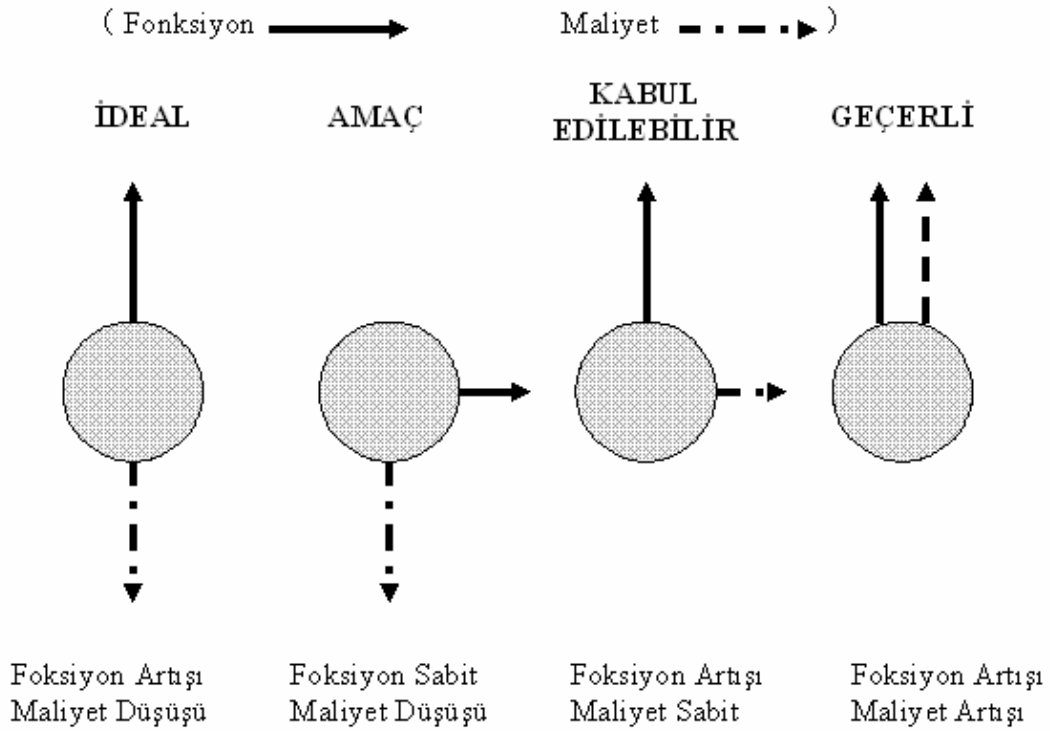 ( Fonksiyon Maliyet )
İDEAL
AMAÇ
KABUL
EDİLEBİLİR
GEÇERLİ
Foksiyon Artışı
Maliyet Düşüşü
Foksiyon Sabit
Maliyet Düşüşü
Foksiyon Artışı
Maliyet Sabit
Foksiyon Artışı
Maliyet Artışı